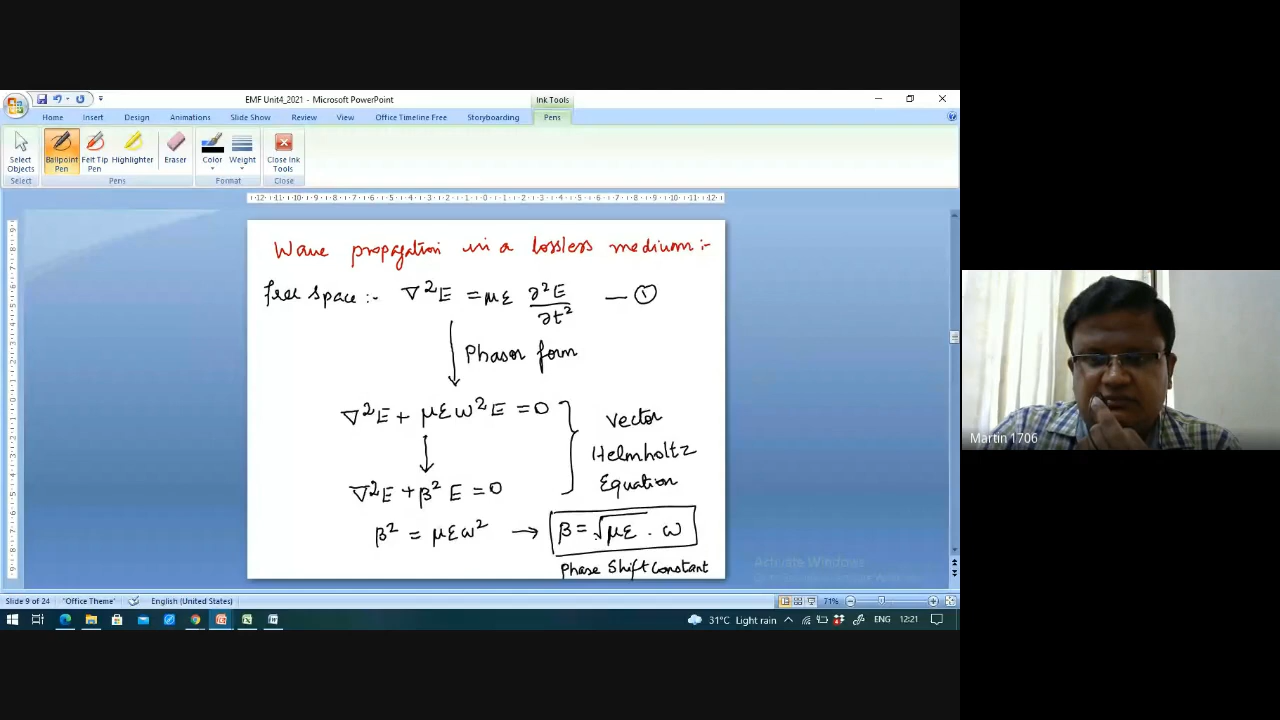 EMF Unit4_2021 - Microsoft PowerPoint
Ink Tools
Home Insert Design Animations Slide Show Review View Office Timeline Free Storyboarding Pens
Select Objects
Ballpoint Pen
Felt Tip Pen
Highlighter
Eraser
Color
Weight
Close Ink Tools
Select Pens Format Close
Wave propagation in a lossless medium :-
free space :- ∇²E = με ∂²E/∂t² — ①
Phasor form
∇²E + μεω²E = 0
∇²E + β²E = 0
Vector
Helmholtz
Equation
β² = μεω² → β = √με . ω
Phase Shift Constant
Activate Windows
Slide 9 of 24 "Office Theme" English (United States) 71%
31°C Light rain ENG 12:21
Martin 1706